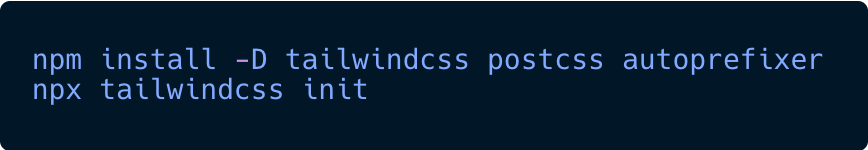 npm install -D tailwindcss postcss autoprefixer
npx tailwindcss init